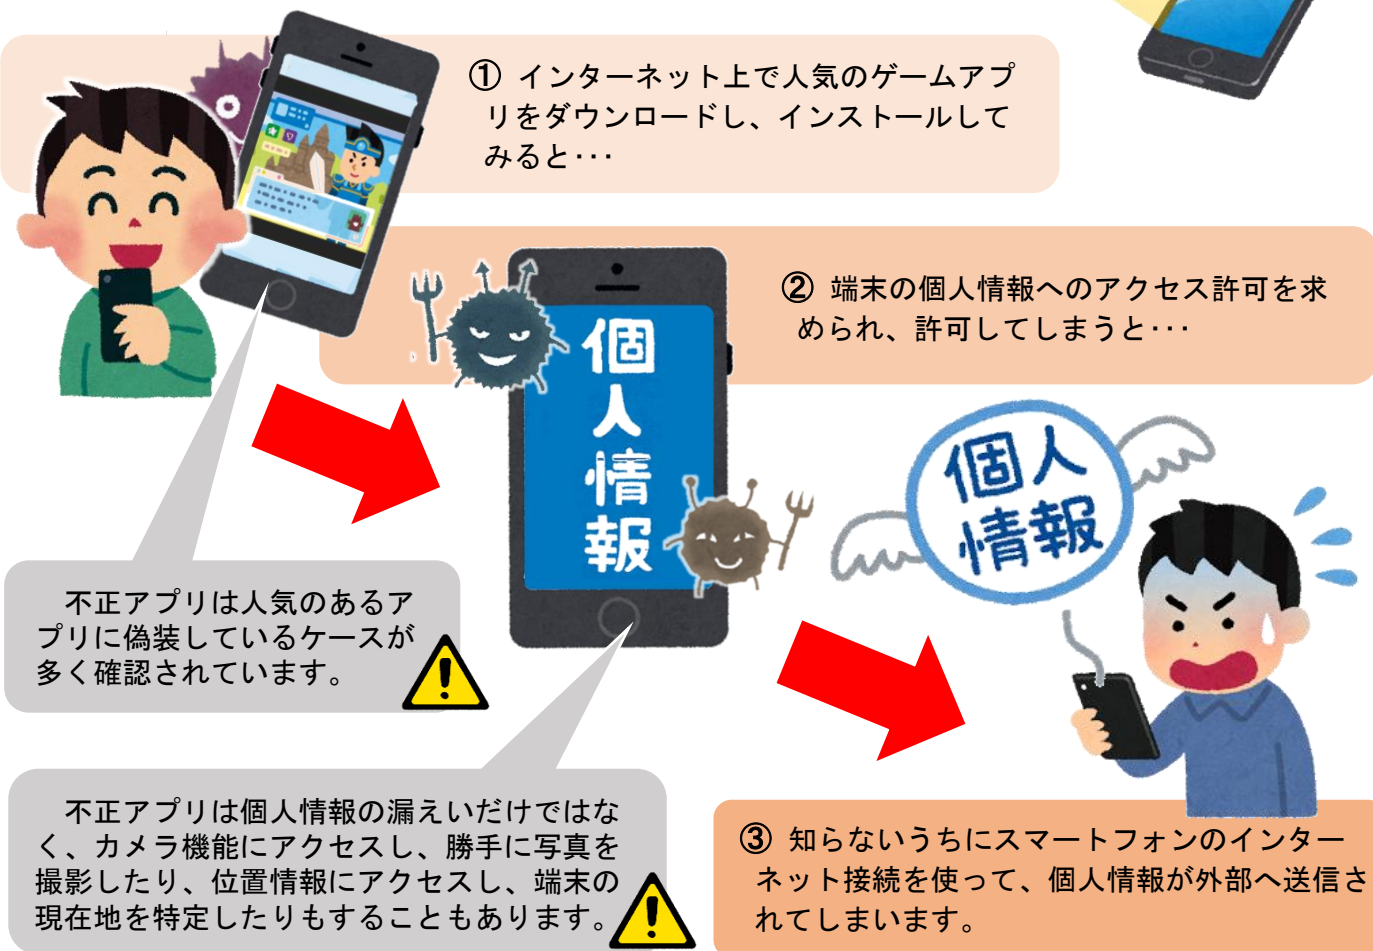 ① インターネット上で人気のゲームアプ
リをダウンロードし、インストールして
みると･･･
② 端末の個人情報へのアクセス許可を求
められ、許可してしまうと･･･
個
人
情
報
個人
情報
不正アプリは人気のあるア
プリに偽装しているケースが
多く確認されています。
不正アプリは個人情報の漏えいだけではな
く、カメラ機能にアクセスし、勝手に写真を
撮影したり、位置情報にアクセスし、端末の
現在地を特定したりもすることもあります。
③ 知らないうちにスマートフォンのインター
ネット接続を使って、個人情報が外部へ送信さ
れてしまいます。